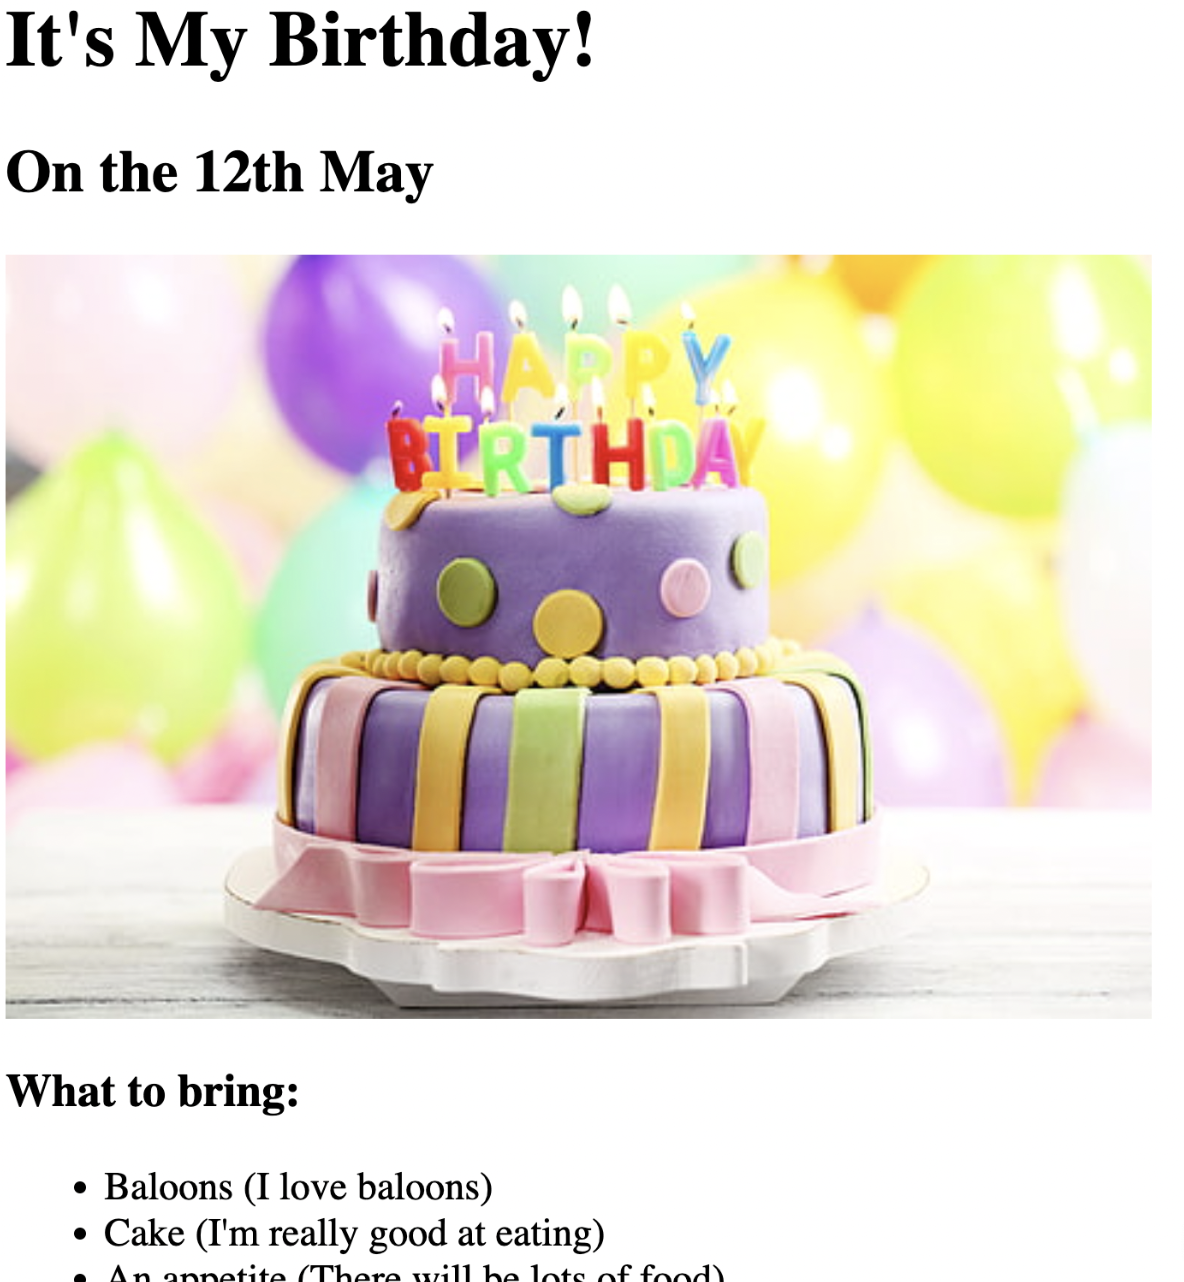 It's My Birthday!
On the 12th May
HAPPY
BIRTHDAY
What to bring:
Baloons (I love baloons)
Cake (I'm really good at eating)
An appetite (There will be lots of food)